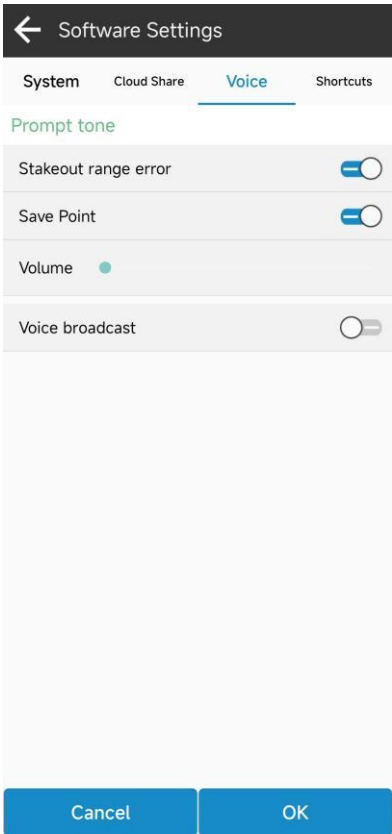 Software Settings
System Cloud Share Voice Shortcuts
Prompt tone
Stakeout range error
Save Point
Volume
Voice broadcast
Cancel OK